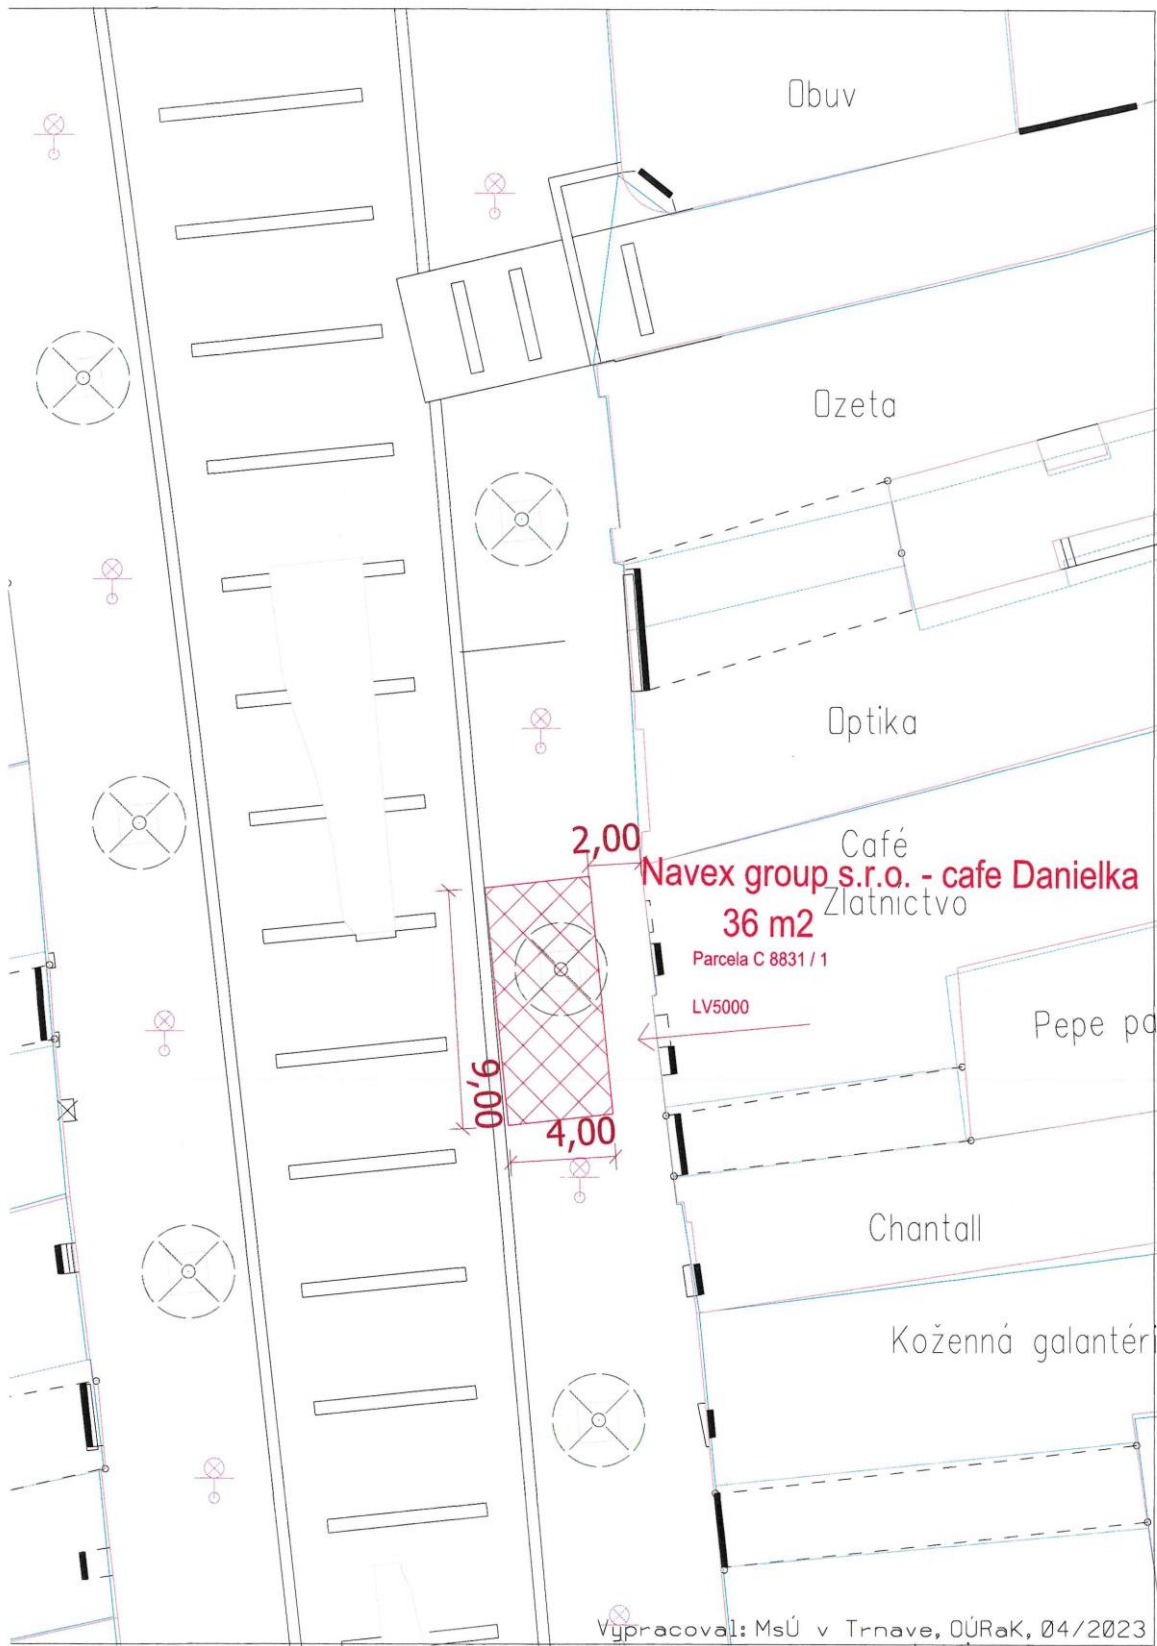 Obuv
Ozeta
Optika
2,00
Café
Navex group s.r.o. - cafe Danielka
Zlatníctvo
36 m2
Parcela C 8831 / 1
LV5000
Pepe pa
9,00
4,00
Chantall
Koženná galantéri
Vypracoval: MsÚ v Trnave, OÚRaK, 04/2023